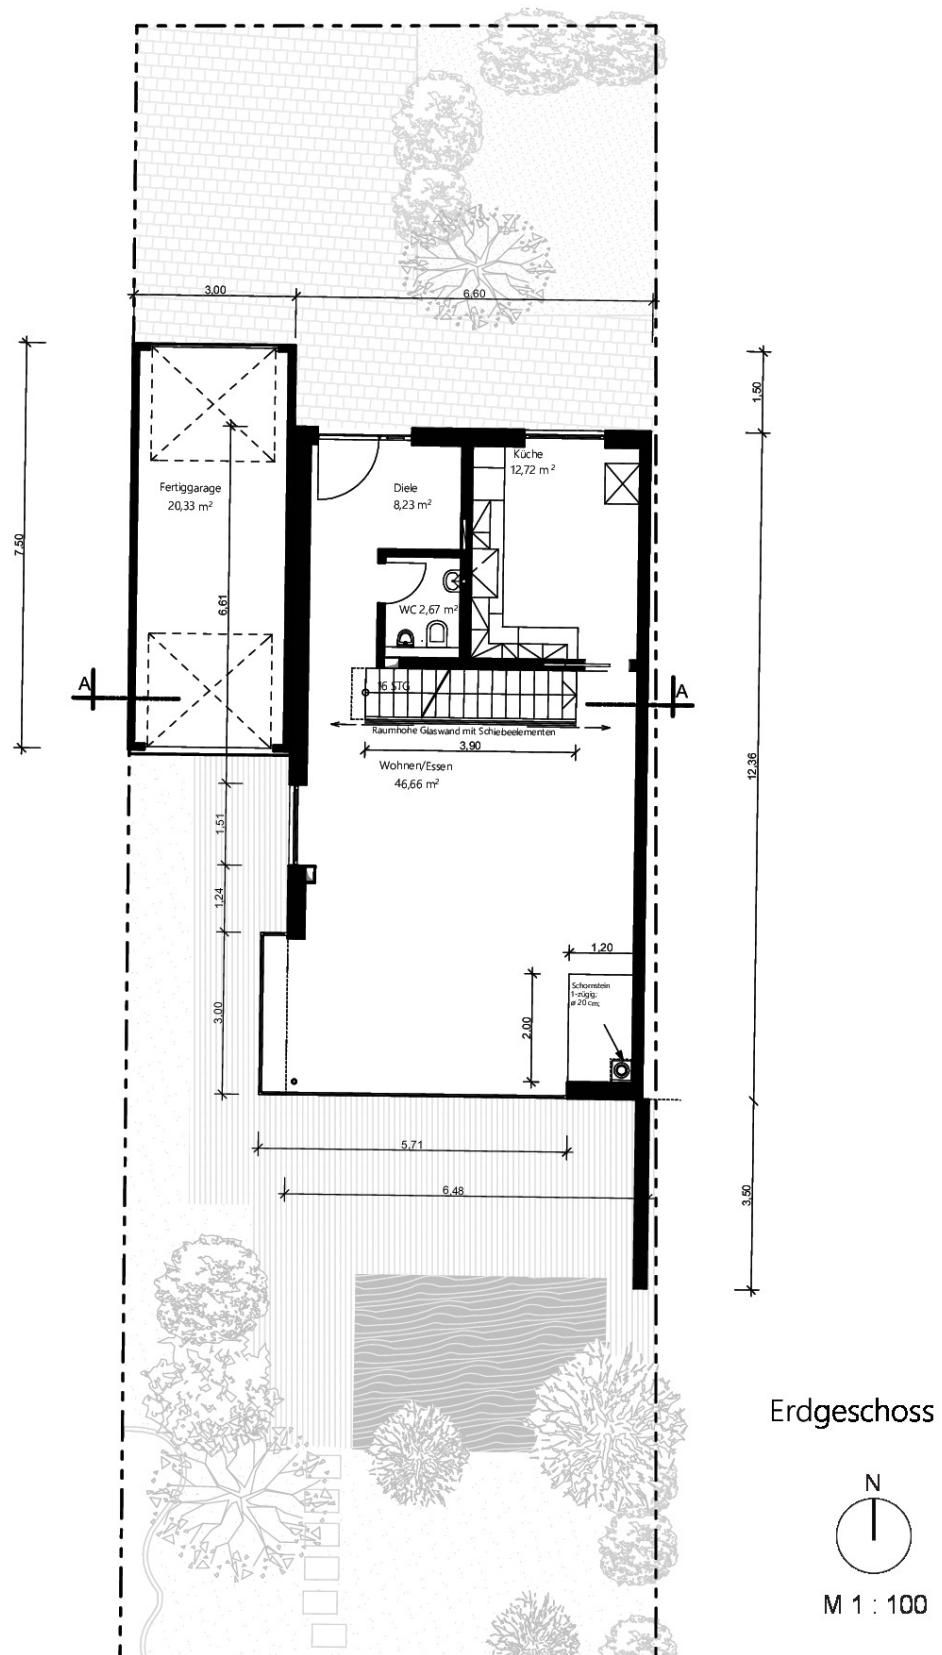 3,00
6,60
1,50
Küche
12,72 m²
Fertiggarage
20,33 m²
Diele
8,23 m²
7,50
6,61
WC 2,67 m²
A
16 STG
A
Raumhohe Glaswand mit Schiebeelementen
3,90
Wohnen/Essen
46,66 m²
12,36
1,51
1,24
1,20
Schornstein
1-zügig;
ø 20 cm;
3,00
2,00
5,71
6,48
3,50
Erdgeschoss
N
M 1 : 100